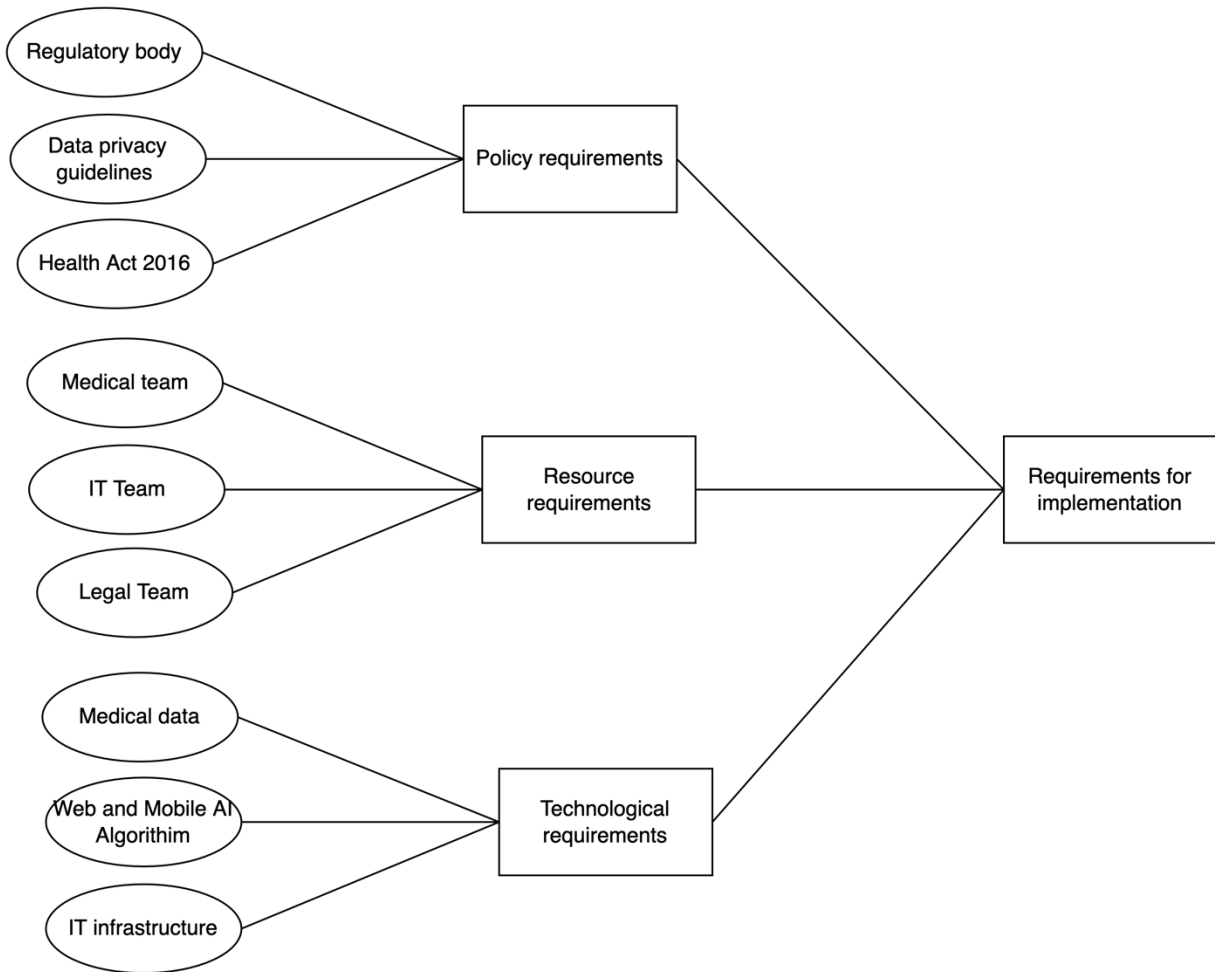 Regulatory body
Data privacy
guidelines
Health Act 2016
Policy requirements
Medical team
IT Team
Legal Team
Resource
requirements
Requirements for
implementation
Medical data
Web and Mobile AI
Algorithim
IT infrastructure
Technological
requirements